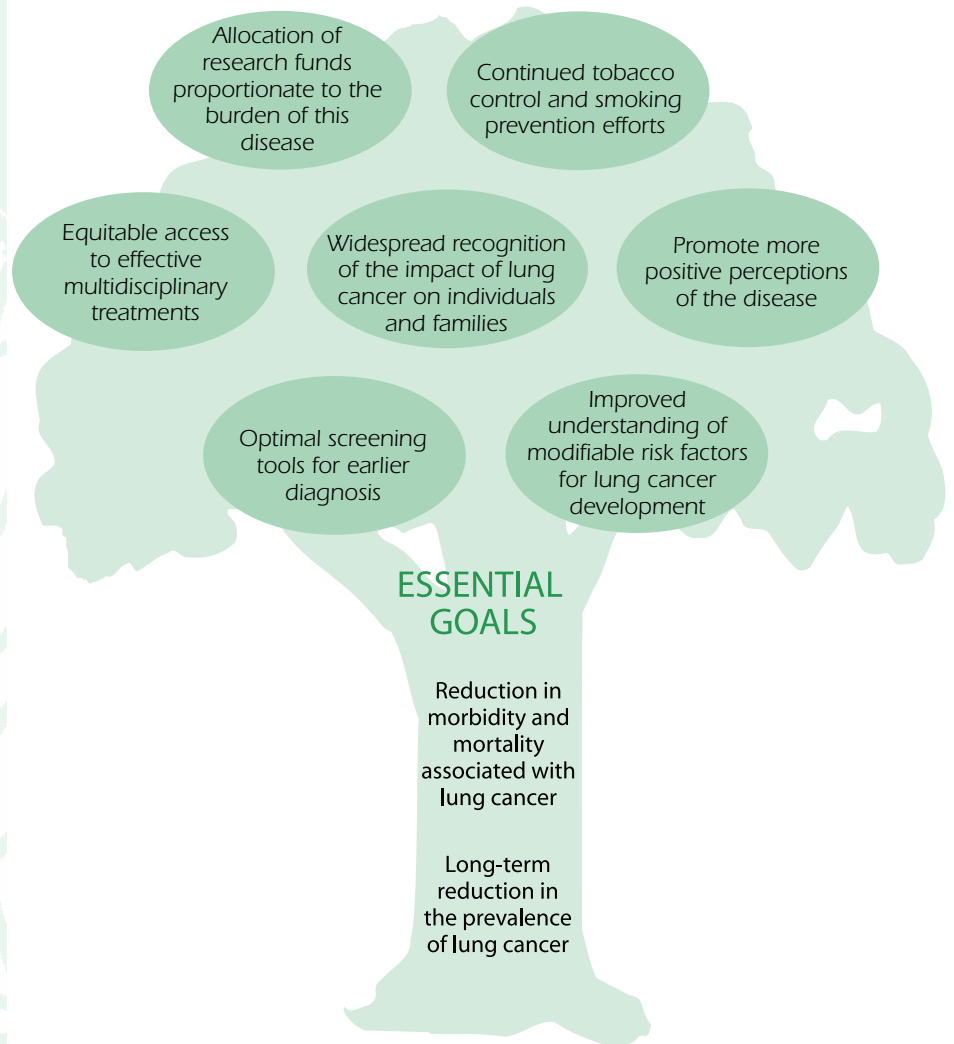 Allocation of
research funds
proportionate to the
burden of this
disease
Continued tobacco
control and smoking
prevention efforts
Equitable access
to effective
multidisciplinary
treatments
Widespread recognition
of the impact of lung
cancer on individuals
and families
Promote more
positive perceptions
of the disease
Optimal screening
tools for earlier
diagnosis
Improved
understanding of
modifiable risk factors
for lung cancer
development
ESSENTIAL
GOALS
Reduction in
morbidity and
mortality
associated with
lung cancer
Long-term
reduction in
the prevalence
of lung cancer